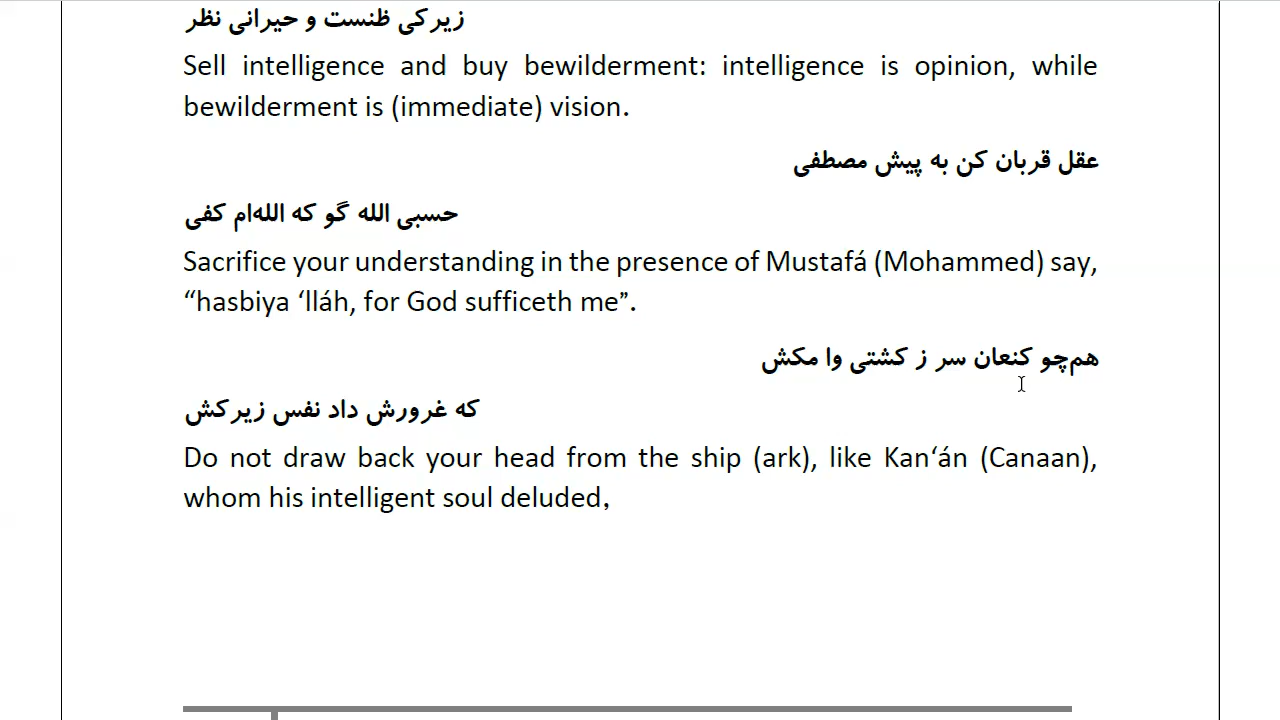 زیرکی ظنست و حیرانی نظر
Sell intelligence and buy bewilderment: intelligence is opinion, while
bewilderment is (immediate) vision.
عقل قربان کن به پیش مصطفی
حسبی الله گو که الله‌ام کفی
Sacrifice your understanding in the presence of Mustafá (Mohammed) say,
“hasbiya ‘lláh, for God sufficeth me”.
هم‌چو کنعان سر ز کشتی وا مکش
که غرورش داد نفس زیرکش
Do not draw back your head from the ship (ark), like Kan‘án (Canaan),
whom his intelligent soul deluded,